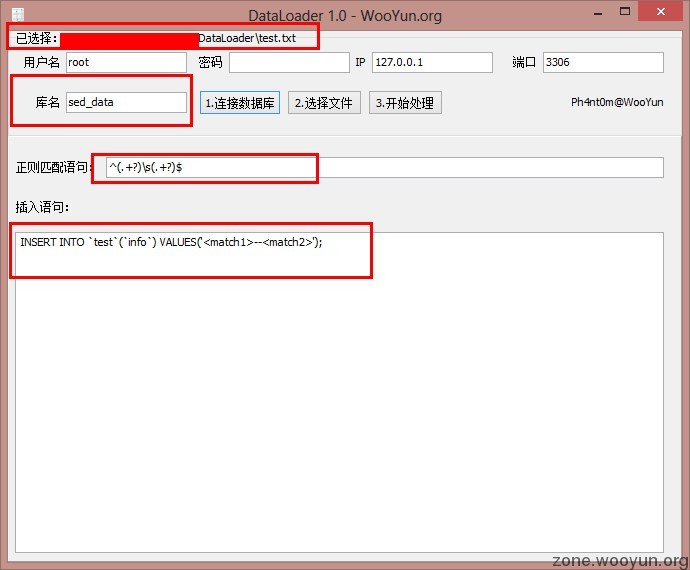 DataLoader 1.0 - WooYun.org
已选择: DataLoader\test.txt
用户名 root 密码 IP 127.0.0.1 端口 3306
库名 sed_data 1.连接数据库 2.选择文件 3.开始处理 Ph4nt0m@WooYun
正则匹配语句: ^(.+?)\s(.+?)$
插入语句:
INSERT INTO `test`(`info`) VALUES('<match1>--<match2>');
zone.wooyun.org